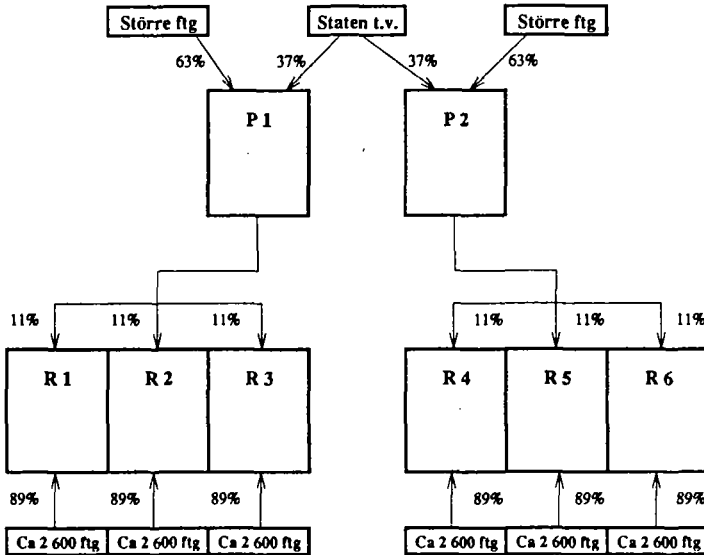 Större ftg Staten t.v. Större ftg
63% 37% 37% 63%
P 1 P 2
11% 11% 11% 11% 11% 11%
R 1 R 2 R 3 R 4 R 5 R 6
89% 89% 89% 89% 89% 89%
Ca 2 600 ftg Ca 2 600 ftg Ca 2 600 ftg Ca 2 600 ftg Ca 2 600 ftg Ca 2 600 ftg